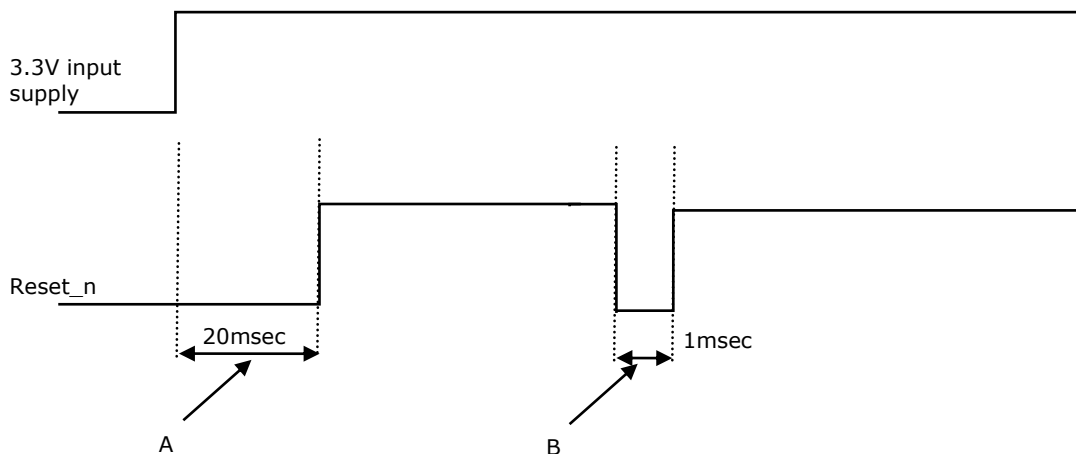 3.3V input
supply
Reset_n
20msec
1msec
A
B